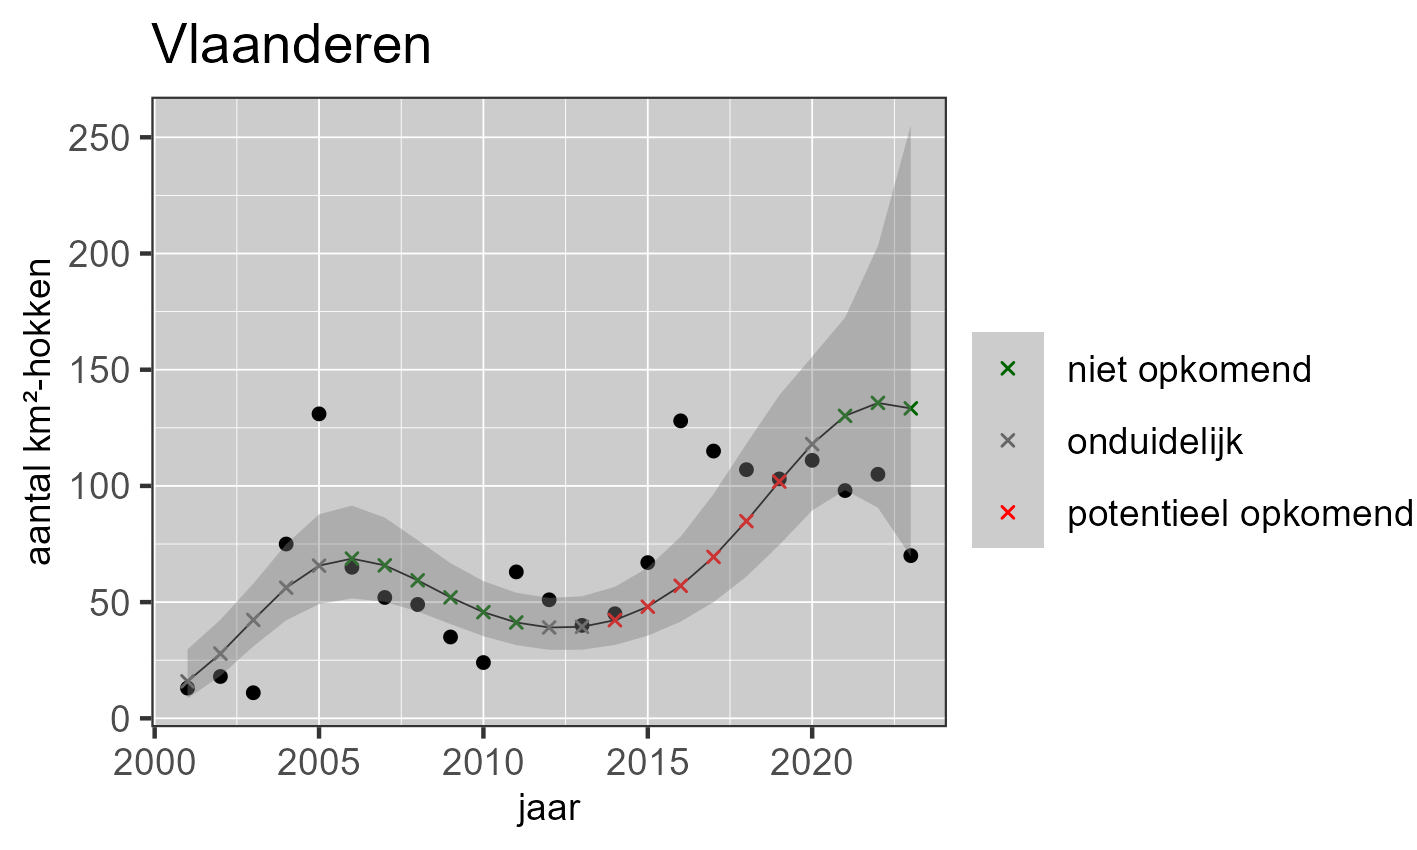 Vlaanderen
250
200
150
100
50
0
aantal km²-hokken
2000
2005
2010
2015
2020
jaar
niet opkomend
onduidelijk
potentieel opkomend